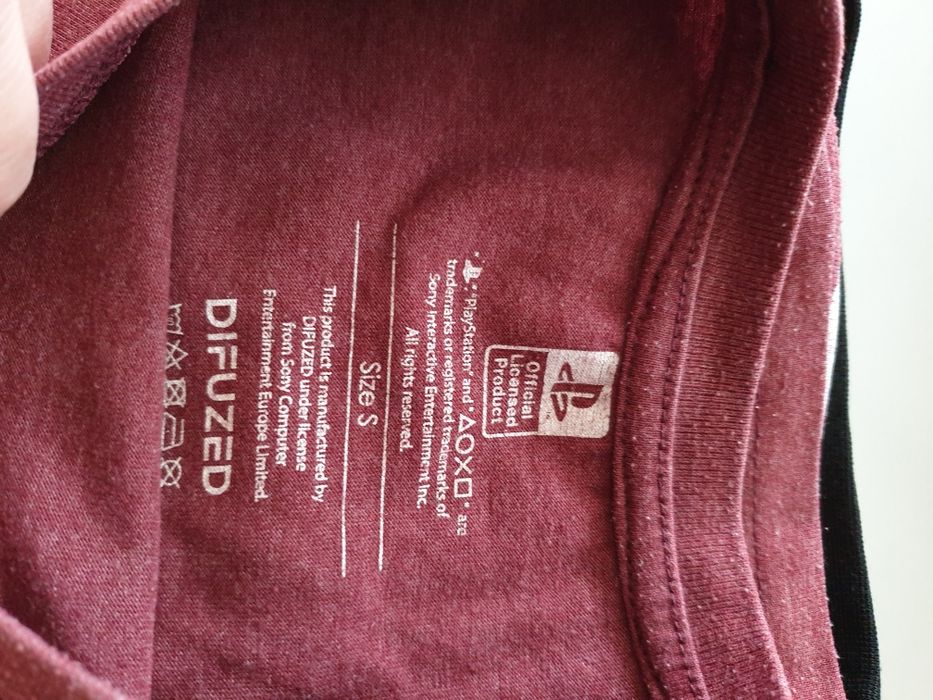 Official
Licensed
Product
"PlayStation" and "△○✕□" are
trademarks or registered trademarks of
Sony Interactive Entertainment Inc.
All rights reserved.
Size S
This product is manufactured by
DIFUZED under license
from Sony Computer
Entertainment Europe Limited.
DIFUZED